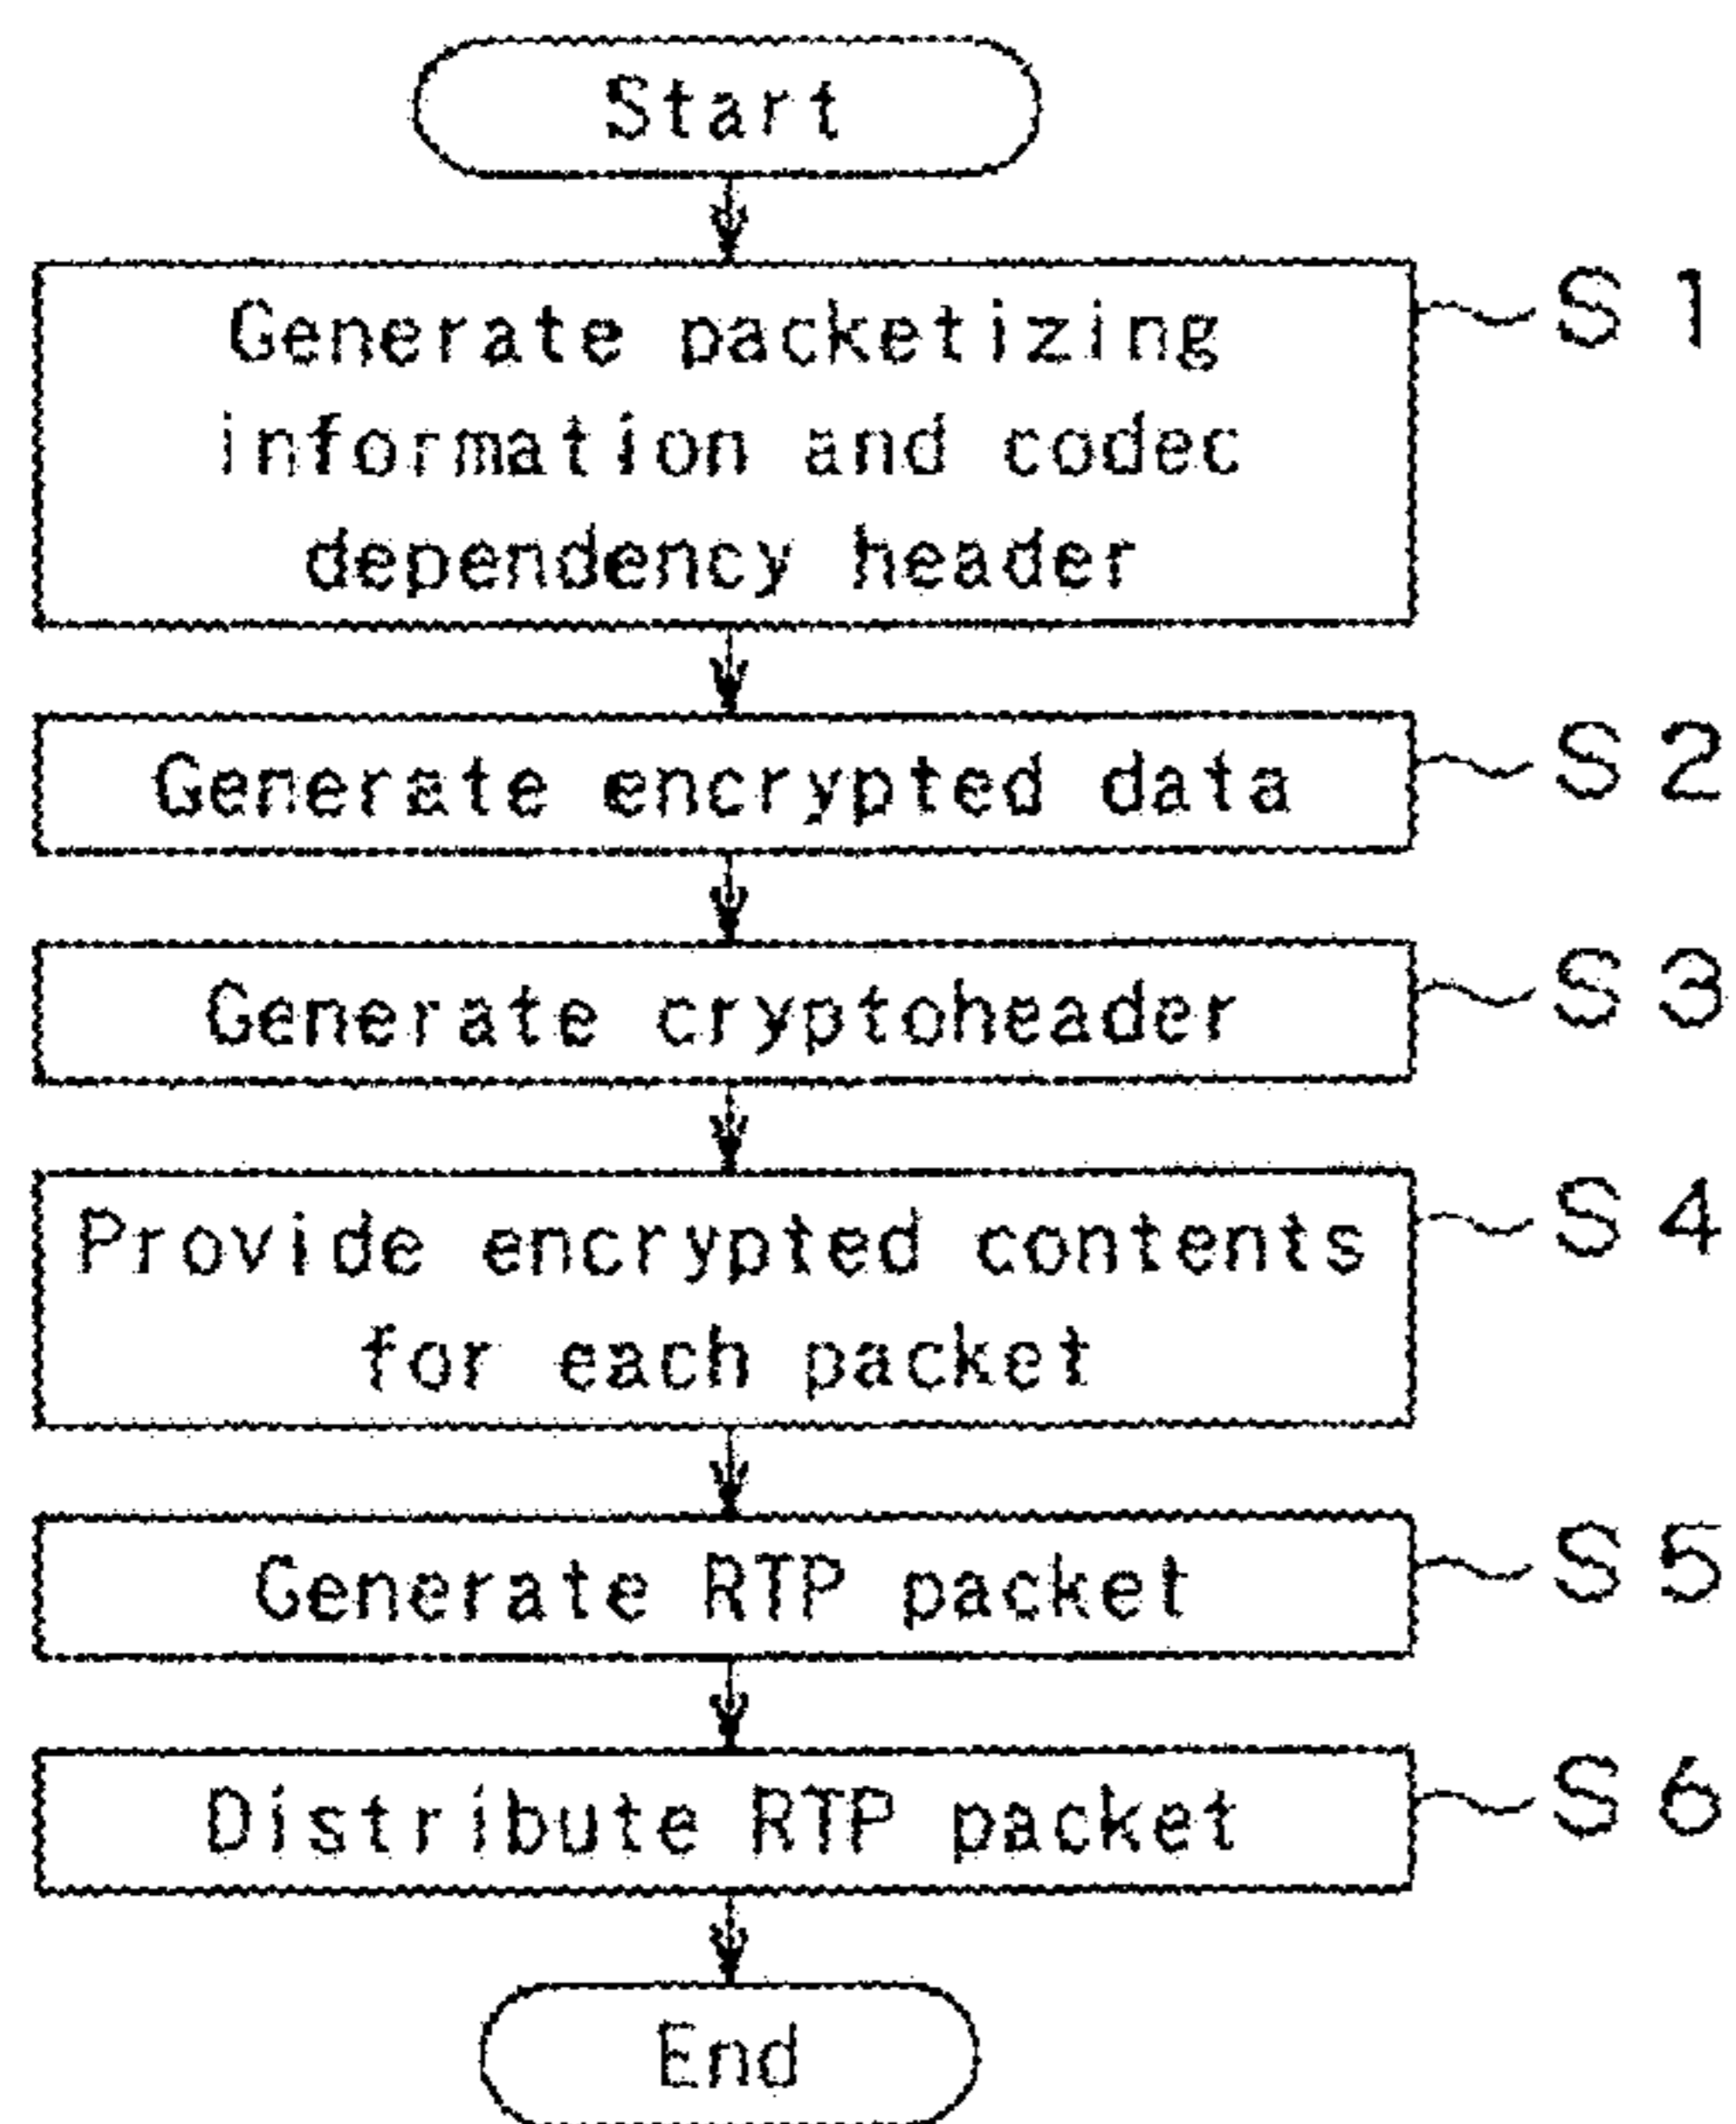 Start
Generate packetizing
information and codec
dependency header
S1
Generate encrypted data
S2
Generate cryptoheader
S3
Provide encrypted contents
for each packet
S4
Generate RTP packet
S5
Distribute RTP packet
S6
End